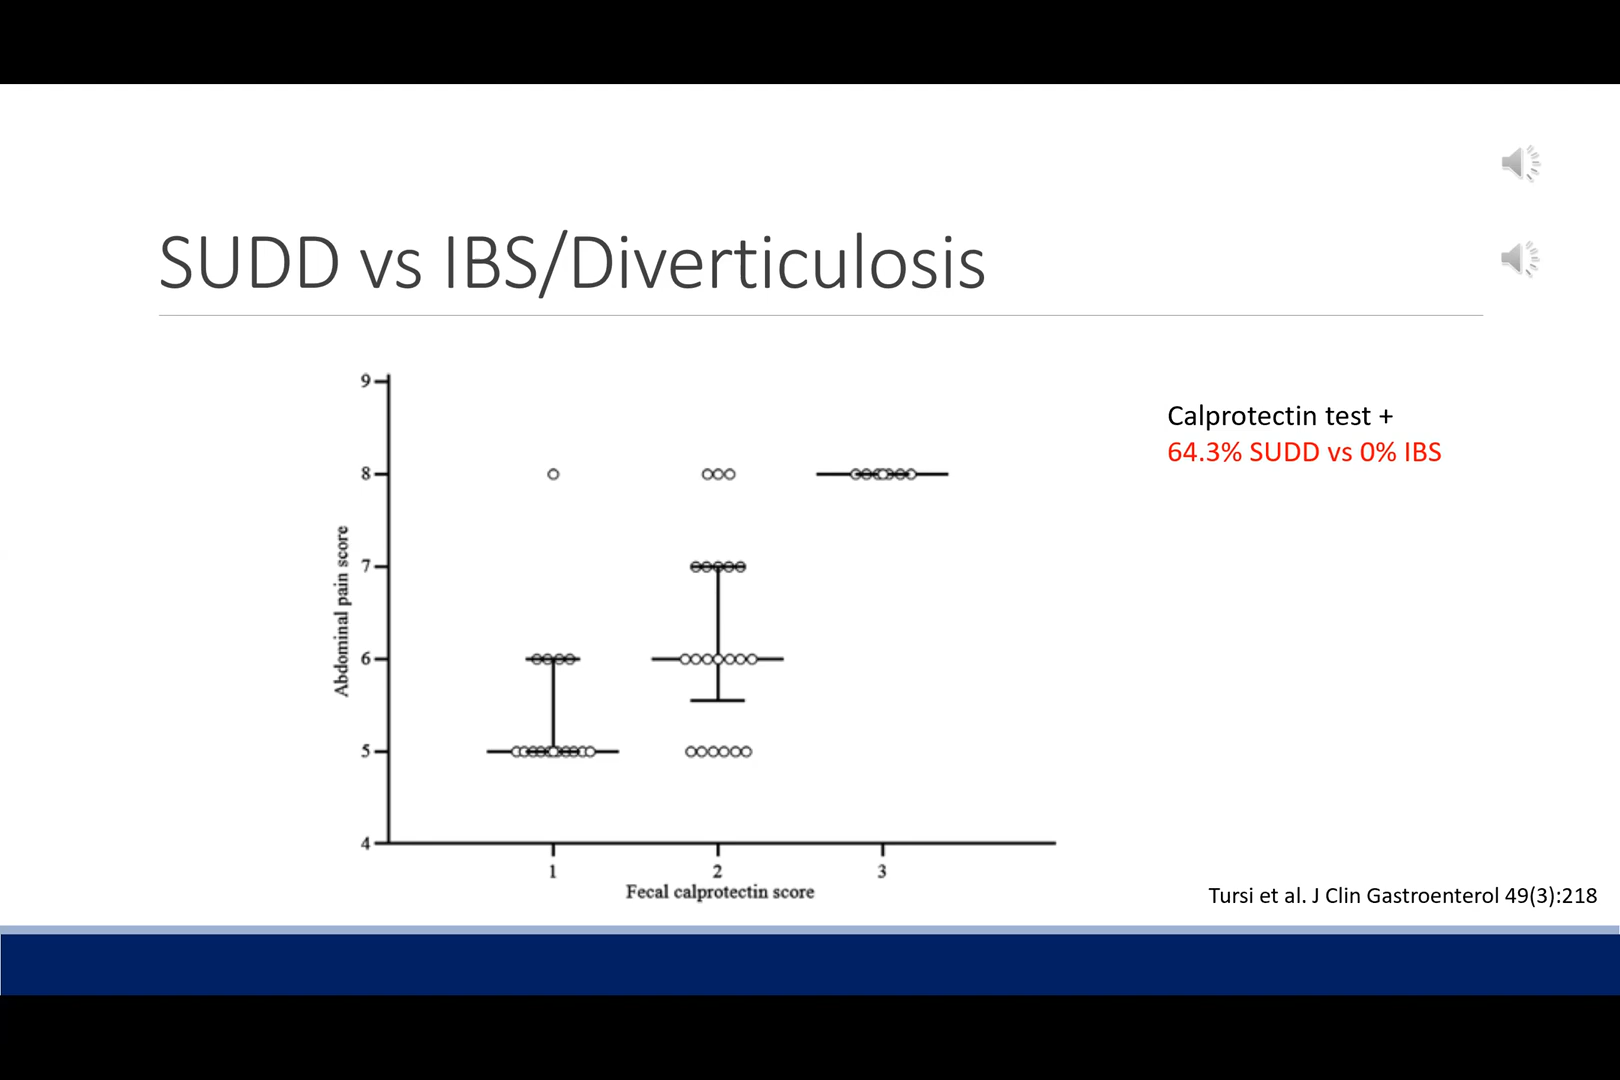 SUDD vs IBS/Diverticulosis
Calprotectin test +
64.3% SUDD vs 0% IBS
Abdominal pain score
9
8
7
6
5
4
1 2 3
Fecal calprotectin score
Tursi et al. J Clin Gastroenterol 49(3):218